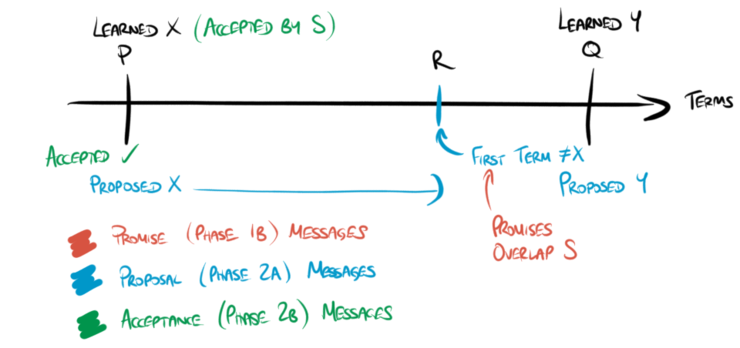 LEARNED X (ACCEPTED BY S)
P
LEARNED Y
Q
R
TERMS
ACCEPTED ✓
PROPOSED X
FIRST TERM ≠X
PROPOSED Y
PROMISES
OVERLAP S
PROMISE (PHASE 1B) MESSAGES
PROPOSAL (PHASE 2A) MESSAGES
ACCEPTANCE (PHASE 2B) MESSAGES